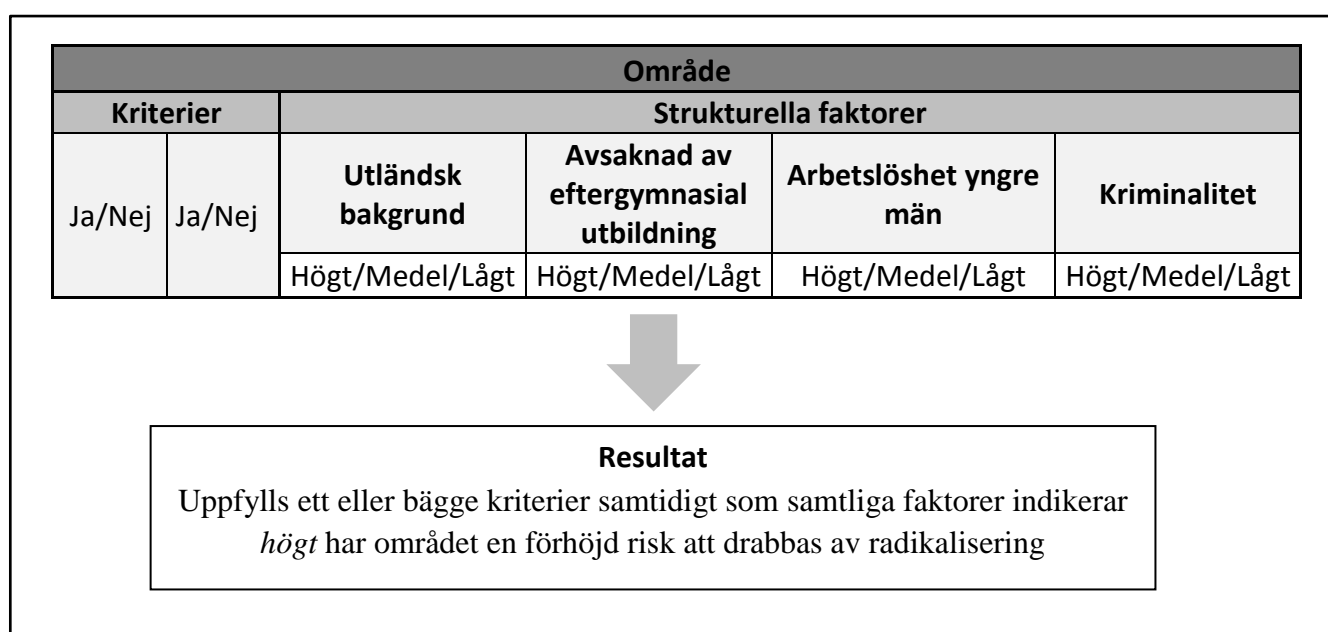 Område
Kriterier Strukturella faktorer
Ja/Nej Ja/Nej
Utländsk
bakgrund
Avsaknad av
eftergymnasial
utbildning
Arbetslöshet yngre
män
Kriminalitet
Högt/Medel/Lågt Högt/Medel/Lågt Högt/Medel/Lågt Högt/Medel/Lågt
Resultat
Uppfylls ett eller bägge kriterier samtidigt som samtliga faktorer indikerar
högt har området en förhöjd risk att drabbas av radikalisering